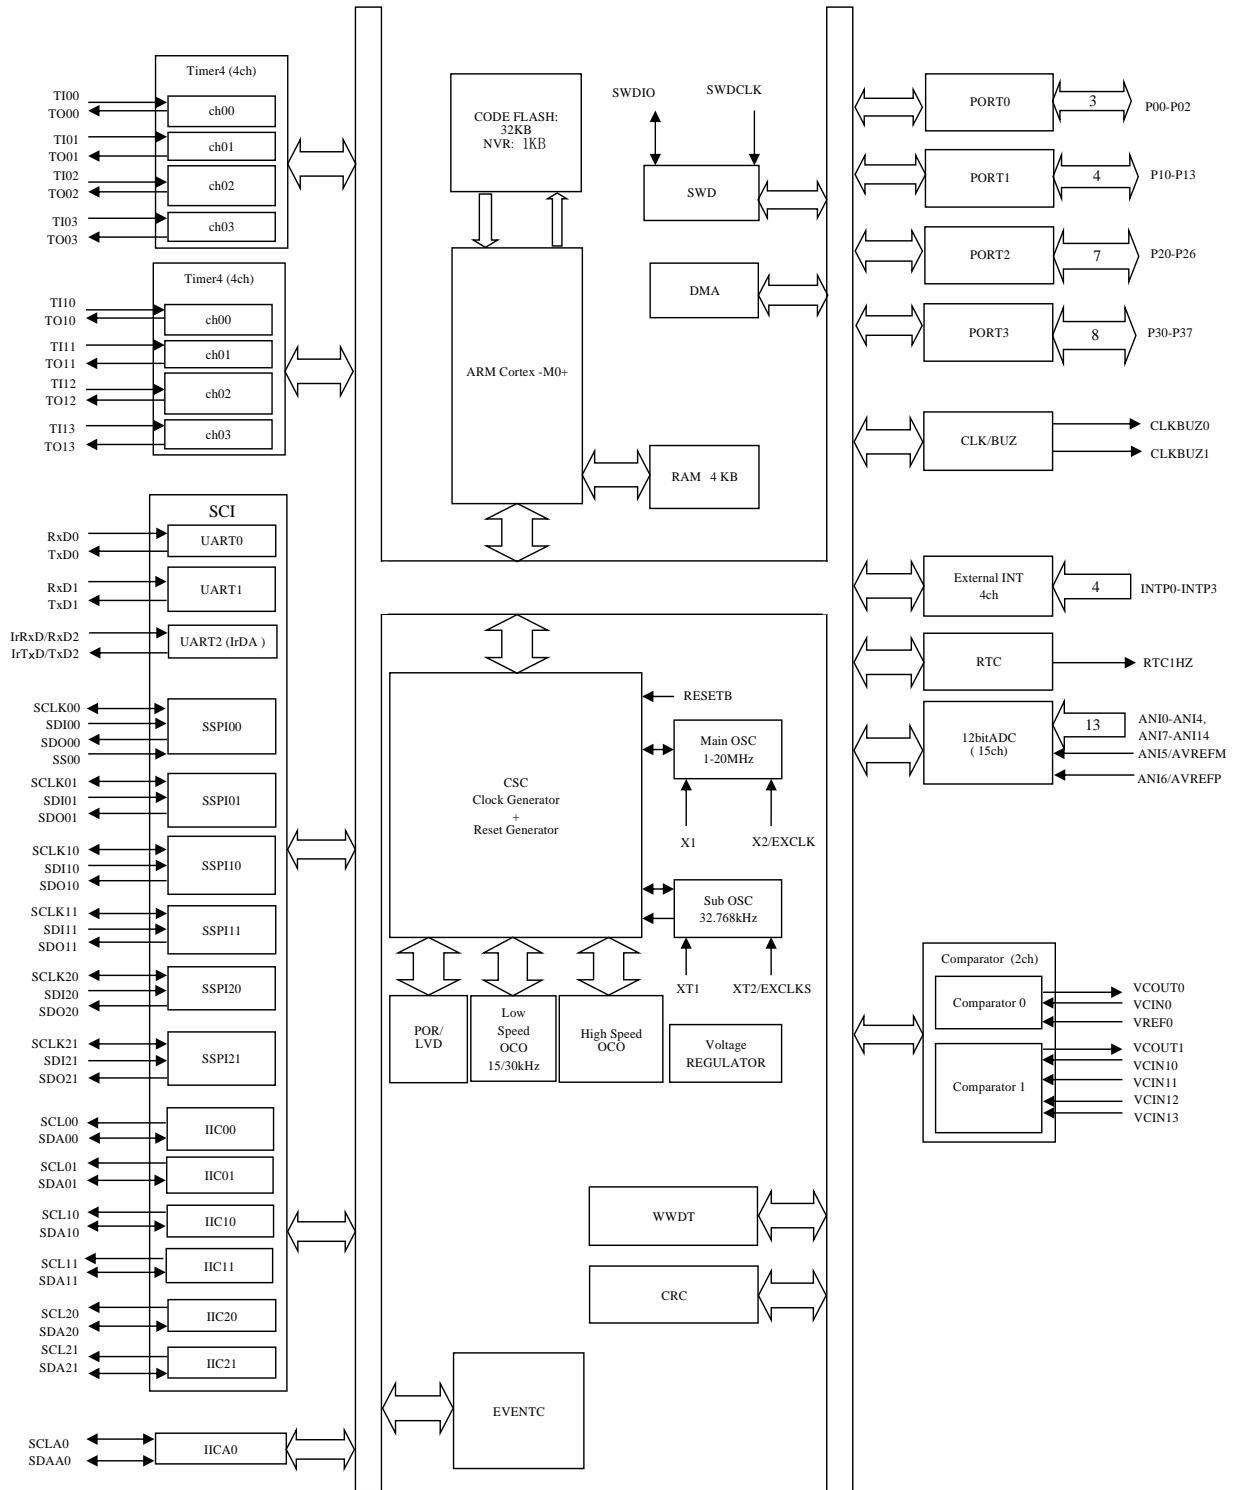 Timer4 (4ch)
TI00
TO00
ch00
TI01
TO01
ch01
TI02
TO02
ch02
TI03
TO03
ch03
Timer4 (4ch)
TI10
TO10
ch00
TI11
TO11
ch01
TI12
TO12
ch02
TI13
TO13
ch03
SCI
RxD0
TxD0
UART0
RxD1
TxD1
UART1
IrRxD/RxD2
IrTxD/TxD2
UART2 (IrDA )
SCLK00
SDI00
SDO00
SS00
SSPI00
SCLK01
SDI01
SDO01
SSPI01
SCLK10
SDI10
SDO10
SSPI10
SCLK11
SDI11
SDO11
SSPI11
SCLK20
SDI20
SDO20
SSPI20
SCLK21
SDI21
SDO21
SSPI21
SCL00
SDA00
IIC00
SCL01
SDA01
IIC01
SCL10
SDA10
IIC10
SCL11
SDA11
IIC11
SCL20
SDA20
IIC20
SCL21
SDA21
IIC21
SCLA0
SDAA0
IICA0
CODE FLASH:
32KB
NVR: 1KB
SWDIO
SWDCLK
SWD
DMA
ARM Cortex -M0+
RAM 4 KB
CSC
Clock Generator
+
Reset Generator
RESETB
Main OSC
1-20MHz
X1
X2/EXCLK
Sub OSC
32.768kHz
XT1
XT2/EXCLKS
POR/
LVD
Low
Speed
OCO
15/30kHz
High Speed
OCO
Voltage
REGULATOR
WWDT
CRC
EVENTC
PORT0
3
P00-P02
PORT1
4
P10-P13
PORT2
7
P20-P26
PORT3
8
P30-P37
CLK/BUZ
CLKBUZ0
CLKBUZ1
External INT
4ch
4
INTP0-INTP3
RTC
RTC1HZ
12bitADC
( 15ch)
13
ANI0-ANI4,
ANI7-ANI14
ANI5/AVREFM
ANI6/AVREFP
Comparator (2ch)
Comparator 0
VCOUT0
VCIN0
VREF0
Comparator 1
VCOUT1
VCIN10
VCIN11
VCIN12
VCIN13